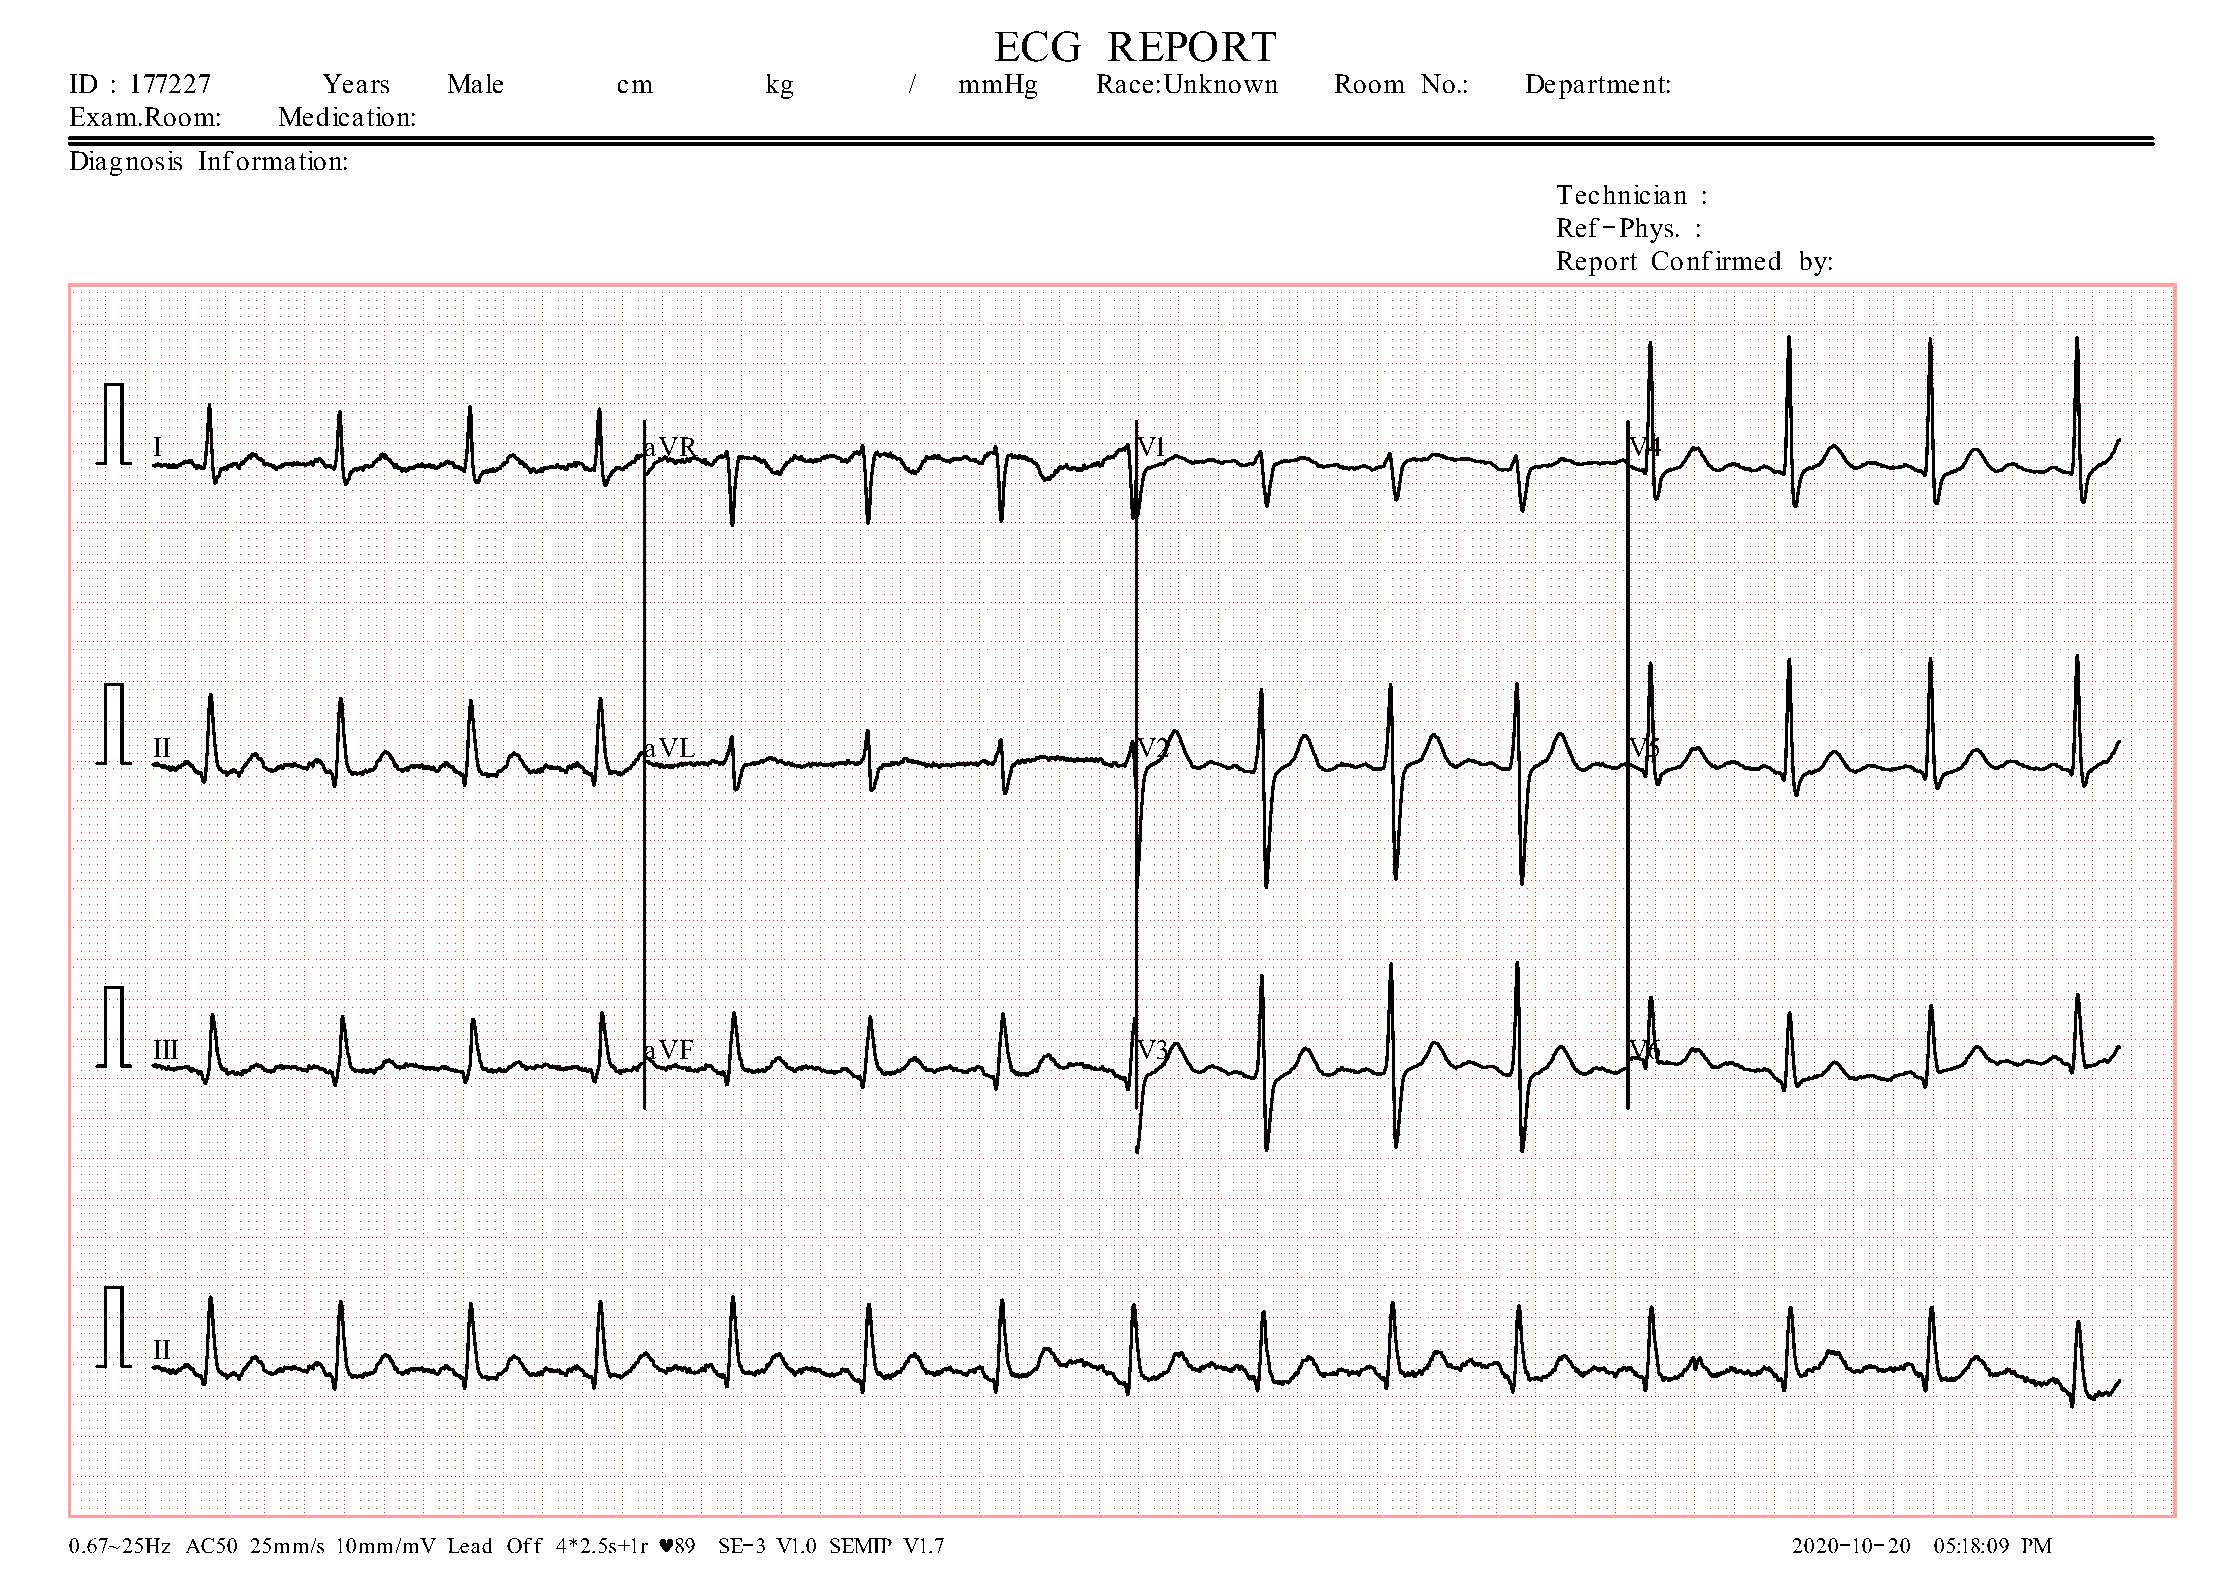 ECG REPORT
ID : 177227 Years Male cm kg / mmHg Race:Unknown Room No.: Department:
Exam.Room: Medication:
Diagnosis Information:
Technician :
Ref-Phys. :
Report Confirmed by:
I aVR V1 V4
II aVL V2 V5
III aVF V3 V6
II
0.67~25Hz AC50 25mm/s 10mm/mV Lead Off 4*2.5s+1r ♥89 SE-3 V1.0 SEMIP V1.7 2020-10-20 05:18:09 PM